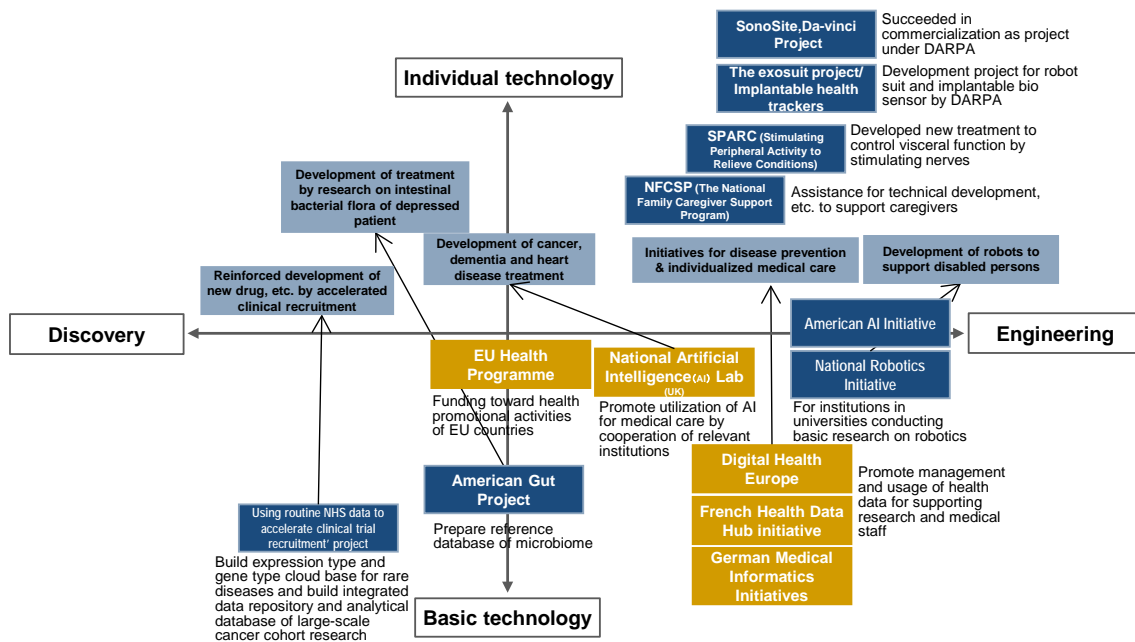 SonoSite,Da-vinci
Project
Succeeded in
commercialization as project
under DARPA
Individual technology
The exosuit project/
Implantable health
trackers
Development project for robot
suit and implantable bio
sensor by DARPA
SPARC (Stimulating
Peripheral Activity to
Relieve Conditions)
Developed new treatment to
control visceral function by
stimulating nerves
Development of treatment
by research on intestinal
bacterial flora of depressed
patient
NFCSP (The National
Family Caregiver Support
Program)
Assistance for technical development,
etc. to support caregivers
Development of cancer,
dementia and heart
disease treatment
Initiatives for disease prevention
& individualized medical care
Development of robots to
support disabled persons
Reinforced development of
new drug, etc. by accelerated
clinical recruitment
Discovery
American AI Initiative
Engineering
EU Health
Programme
Funding toward health
promotional activities
of EU countries
National Artificial
Intelligence(AI) Lab
(UK)
Promote utilization of AI
for medical care by
cooperation of relevant
institutions
National Robotics
Initiative
For institutions in
universities conducting
basic research on robotics
American Gut
Project
Prepare reference
database of microbiome
Digital Health
Europe
French Health Data
Hub initiative
German Medical
Informatics
Initiatives
Promote management
and usage of health
data for supporting
research and medical
staff
Using routine NHS data to
accelerate clinical trial
recruitment' project
Build expression type and
gene type cloud base for rare
diseases and build integrated
data repository and analytical
database of large-scale
cancer cohort research
Basic technology